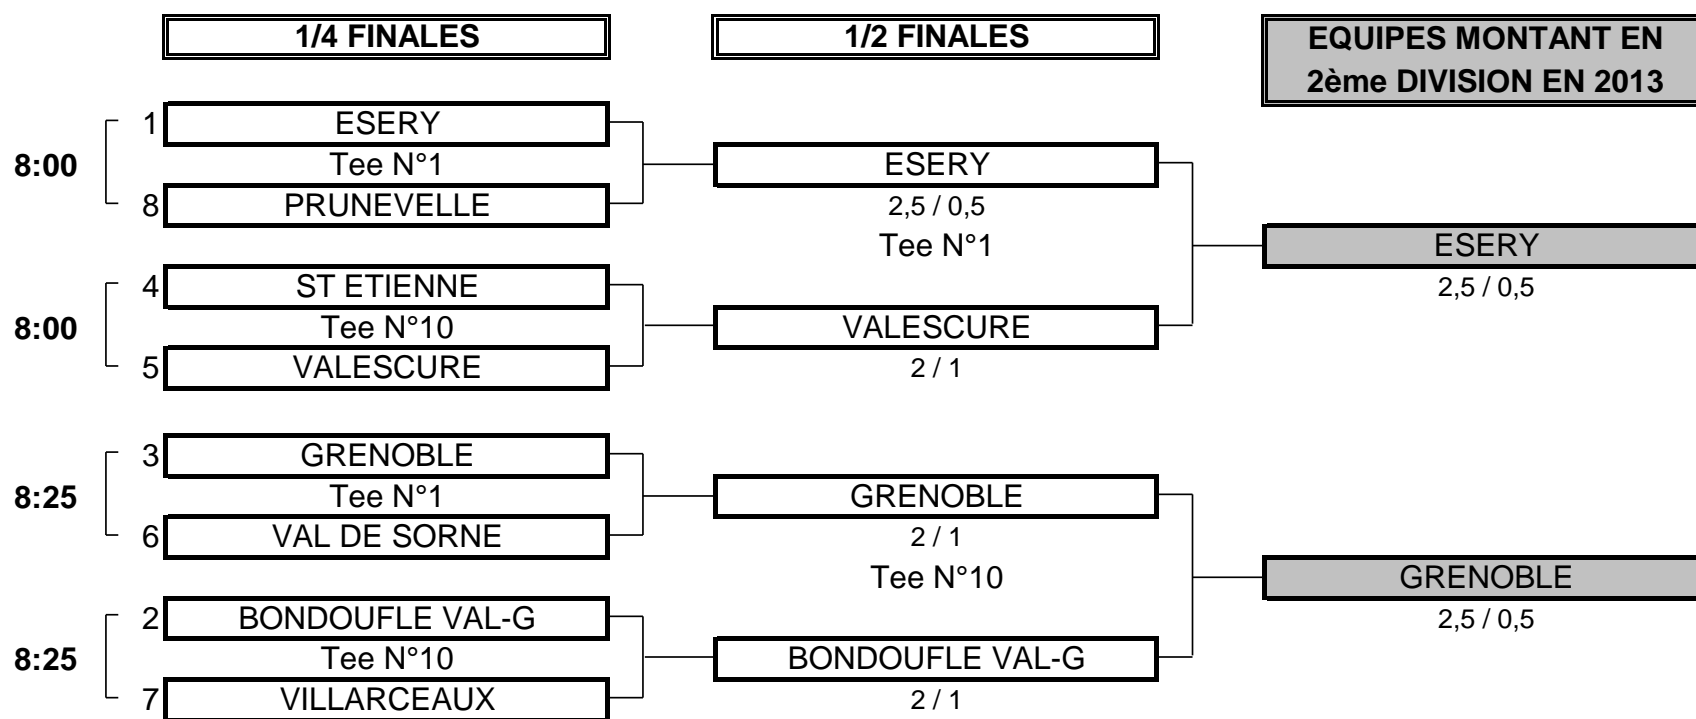 1/4 FINALES
1/2 FINALES
EQUIPES MONTANT EN
2ème DIVISION EN 2013
8:00
1 ESERY
Tee N°1
8 PRUNEVELLE
ESERY
2,5 / 0,5
Tee N°1
ESERY
2,5 / 0,5
8:00
4 ST ETIENNE
Tee N°10
5 VALESCURE
VALESCURE
2 / 1
8:25
3 GRENOBLE
Tee N°1
6 VAL DE SORNE
GRENOBLE
2 / 1
Tee N°10
GRENOBLE
2,5 / 0,5
8:25
2 BONDOUFLE VAL-G
Tee N°10
7 VILLARCEAUX
BONDOUFLE VAL-G
2 / 1